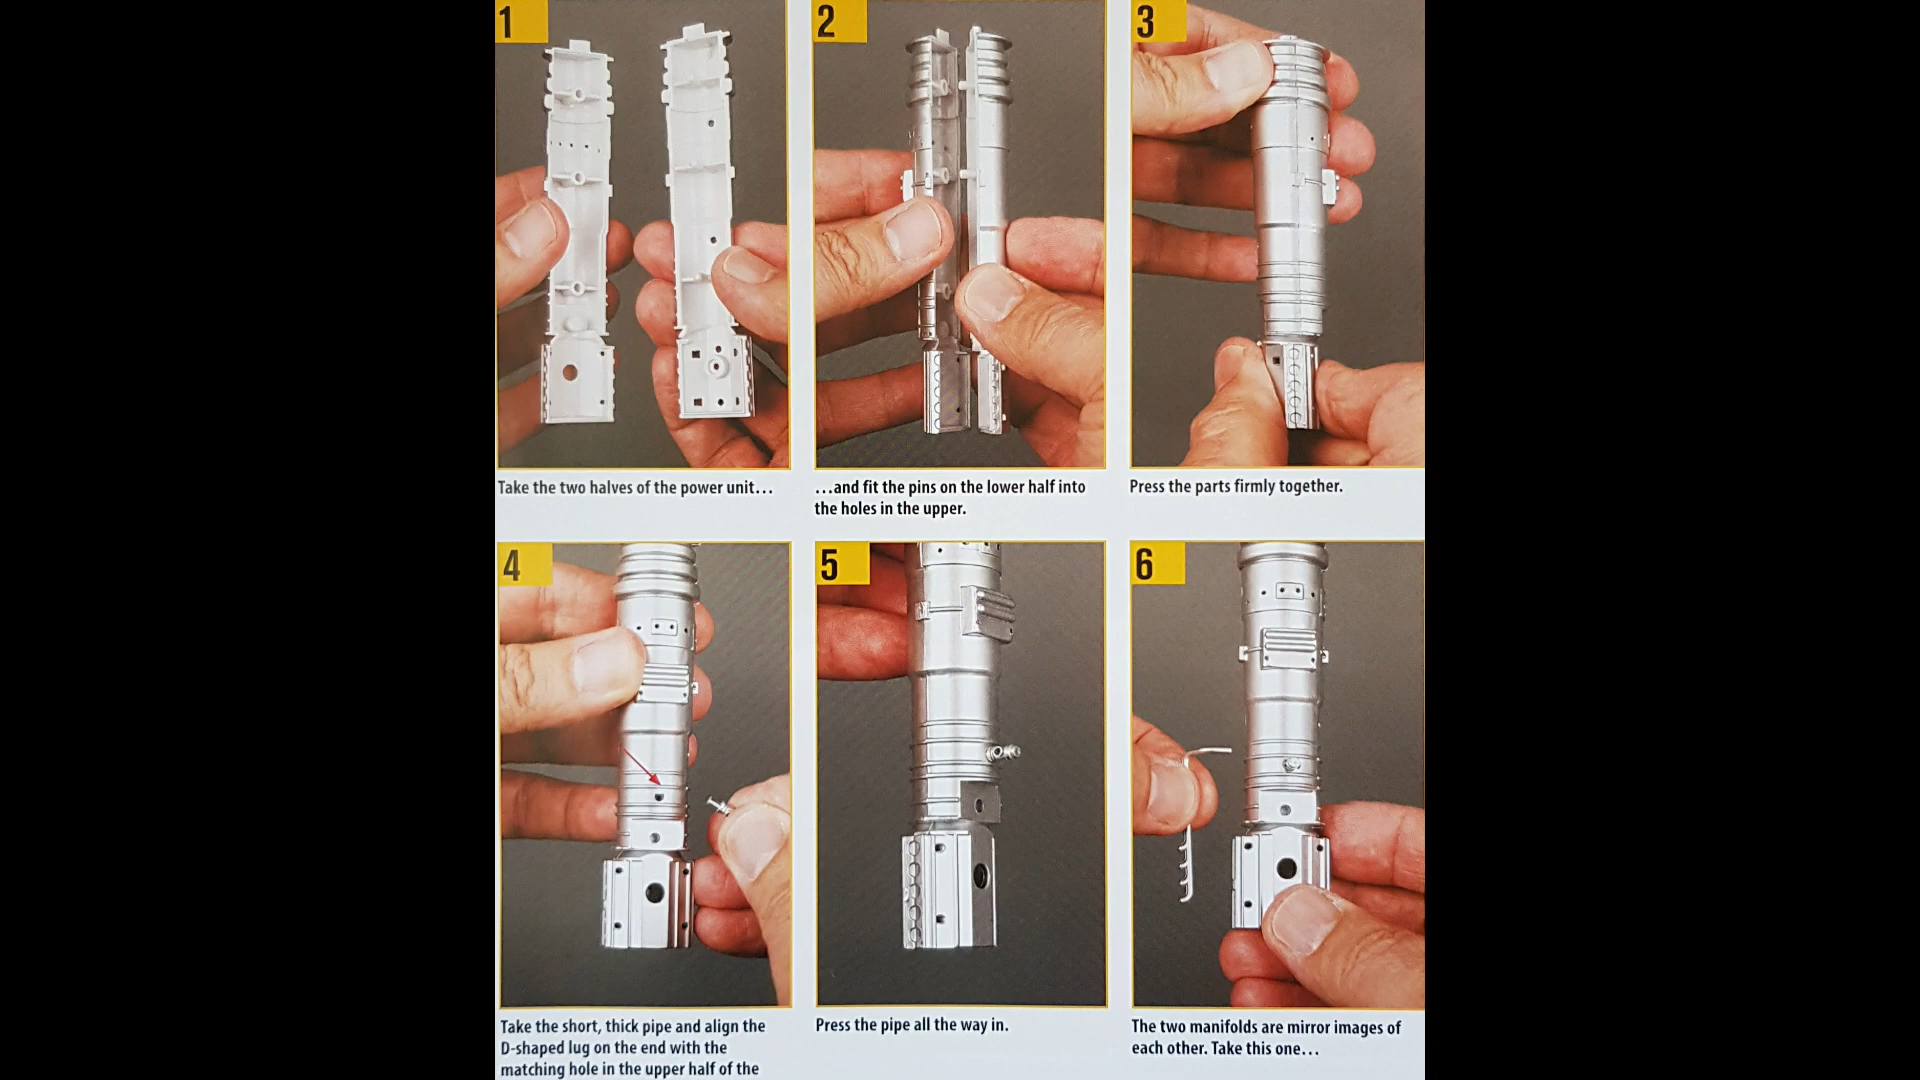 1
2
3
Take the two halves of the power unit…
…and fit the pins on the lower half into
the holes in the upper.
Press the parts firmly together.
4
5
6
Take the short, thick pipe and align the
D-shaped lug on the end with the
matching hole in the upper half of the
Press the pipe all the way in.
The two manifolds are mirror images of
each other. Take this one…